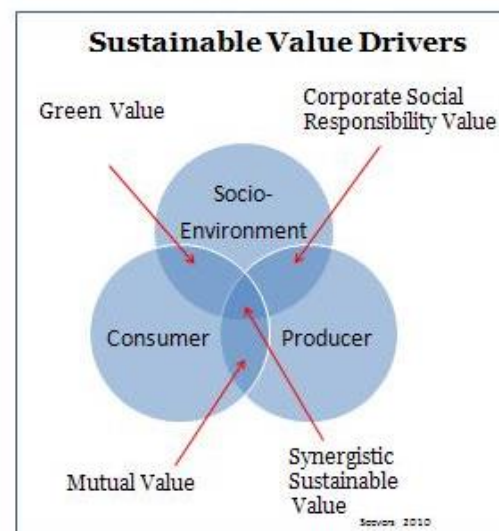 Sustainable Value Drivers
Green Value
Corporate Social
Responsibility Value
Socio-
Environment
Consumer
Producer
Mutual Value
Synergistic
Sustainable
Value
2010